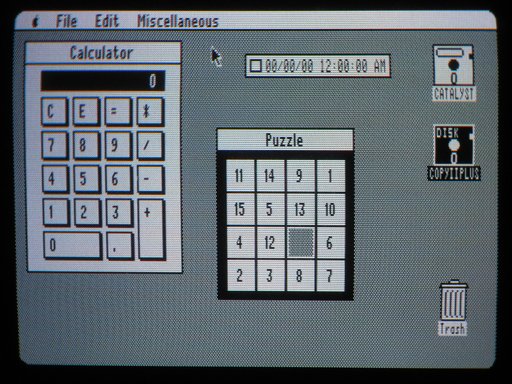 File Edit Miscellaneous
Calculator
0
C E = *
7 8 9 /
4 5 6 -
1 2 3 +
0 .
00/00/00 12:00:00 AM
Puzzle
11 14 9 1
15 5 13 10
4 12 6
2 3 8 7
0
CATALYST
DISK
0
COPYIIPLUS
Trash